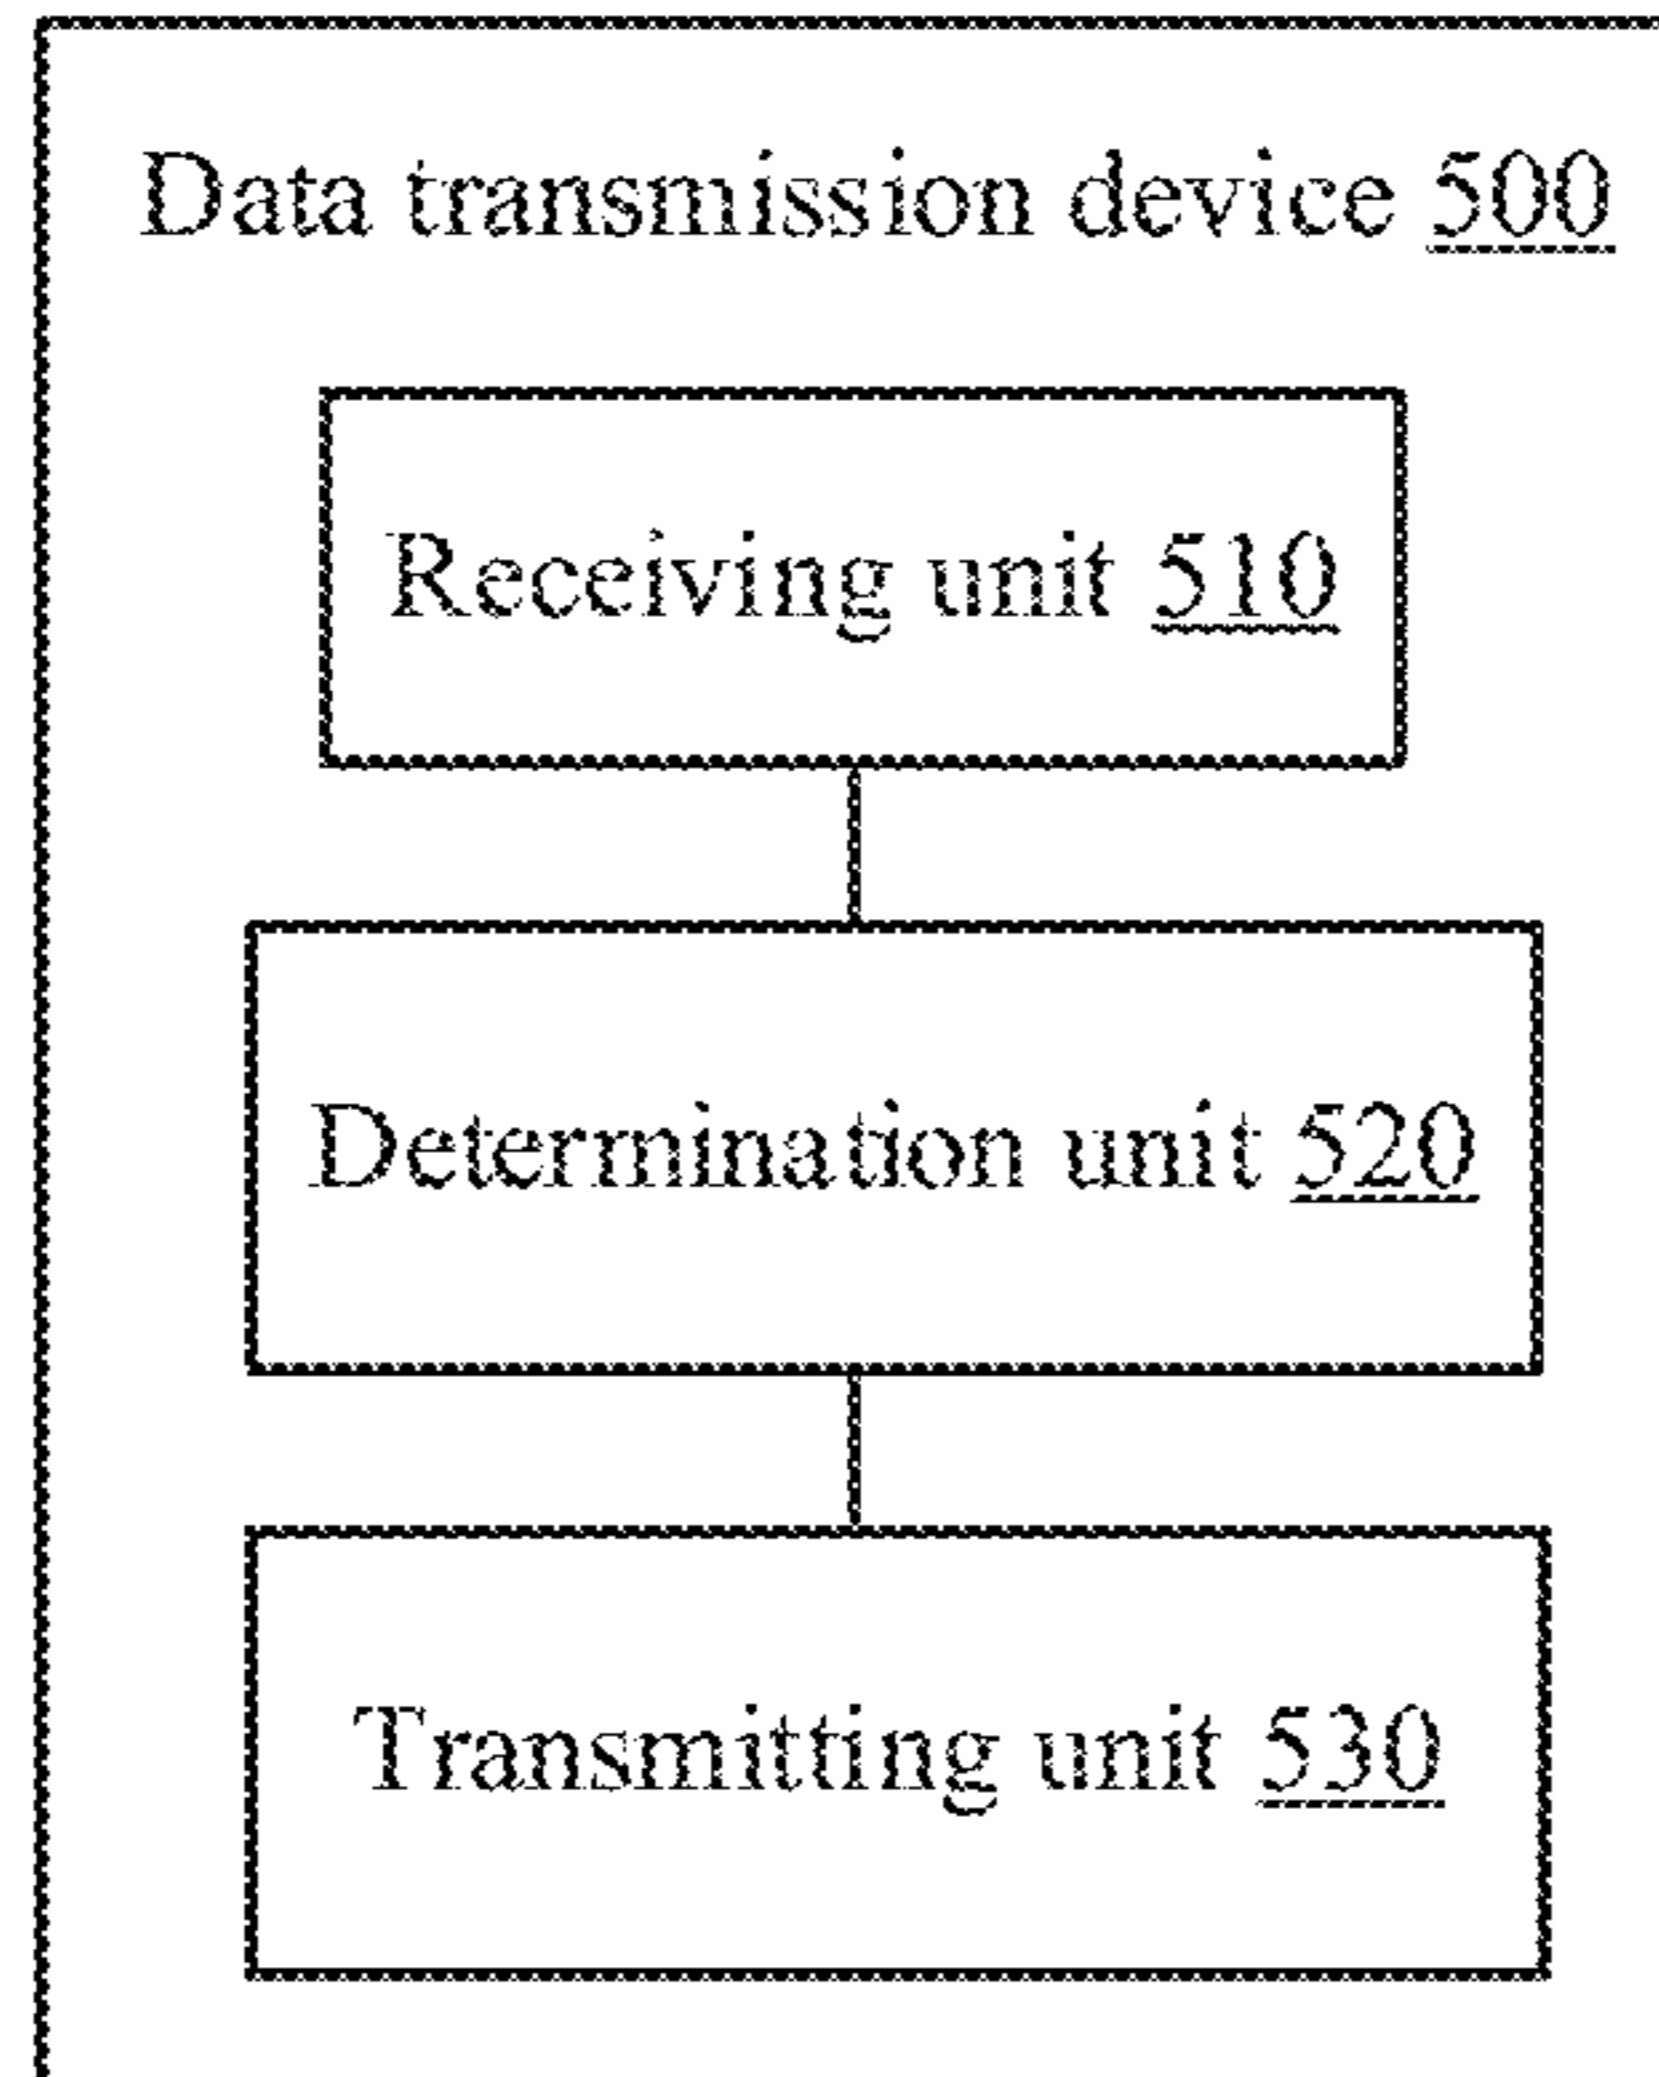 Data transmission device 500
Receiving unit 510
Determination unit 520
Transmitting unit 530